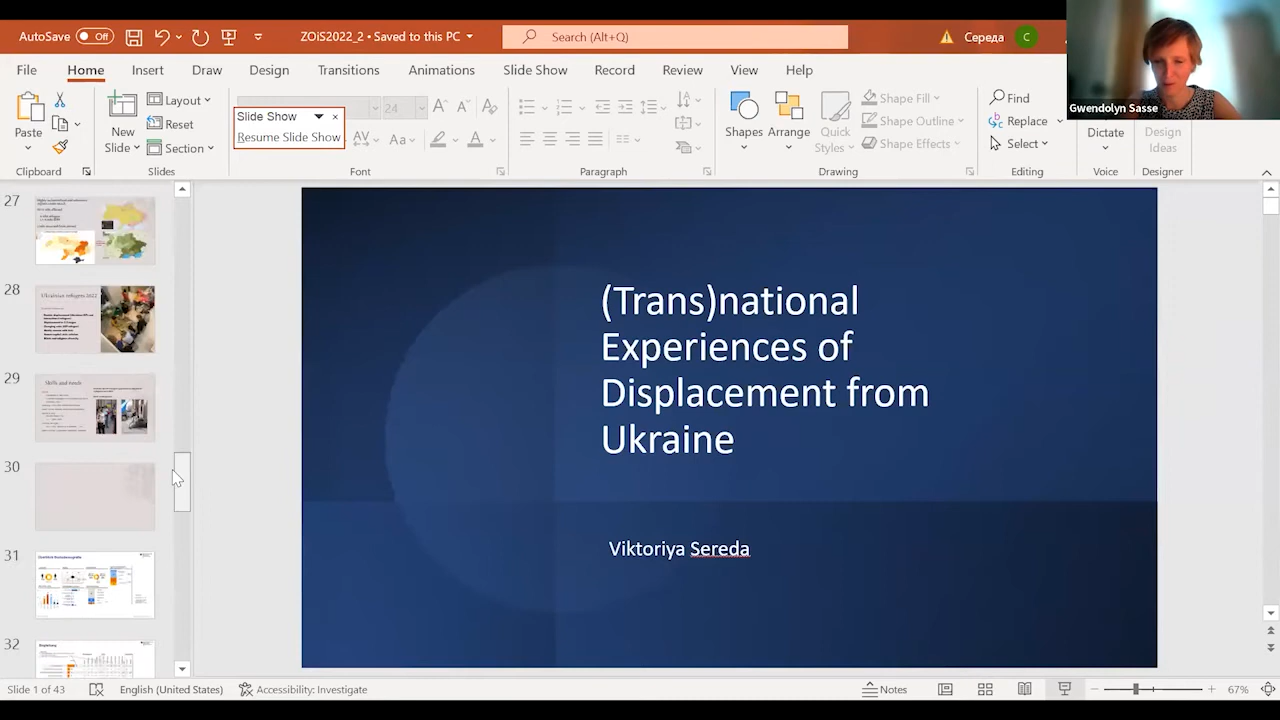 AutoSave Off
ZOiS2022_2 • Saved to this PC
Search (Alt+Q)
Середа
С
Gwendolyn Sasse
File
Home
Insert
Draw
Design
Transitions
Animations
Slide Show
Record
Review
View
Help
Paste
New
Slide
Layout
Reset
Section
Slide Show
Resume Slide Show
24
Aa
Shapes
Arrange
Quick
Styles
Shape Fill
Shape Outline
Shape Effects
Find
Replace
Select
Dictate
Design
Ideas
Clipboard
Slides
Font
Paragraph
Drawing
Editing
Voice
Designer
27
28
Ukrainian refugees 2022
29
Skills and needs
30
31
32
(Trans)national
Experiences of
Displacement from
Ukraine
Viktoriya Sereda
Slide 1 of 43
English (United States)
Accessibility: Investigate
Notes
67%